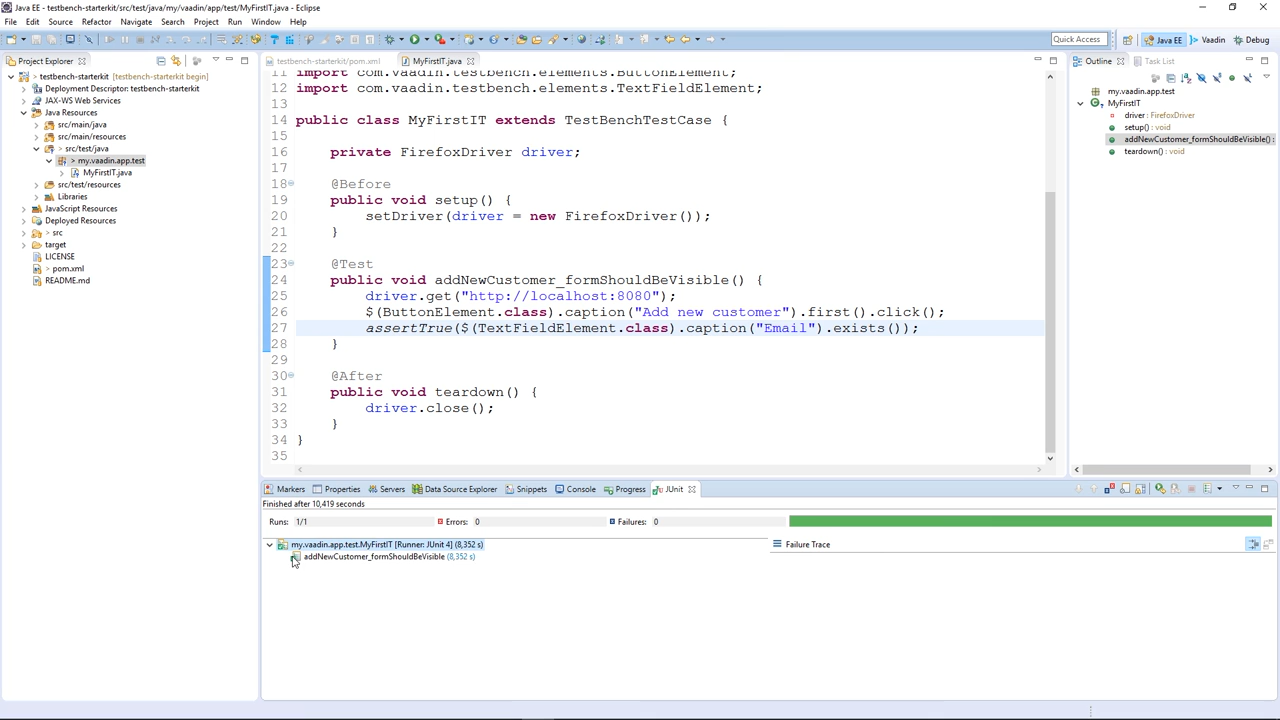 Java EE - testbench-starterkit/src/test/java/my/vaadin/app/test/MyFirstIT.java - Eclipse
File Edit Source Refactor Navigate Search Project Run Window Help
Quick Access
Java EE
Vaadin
Debug
Project Explorer
testbench-starterkit [testbench-starterkit begin]
Deployment Descriptor: testbench-starterkit
JAX-WS Web Services
Java Resources
src/main/java
src/main/resources
> src/test/java
> my.vaadin.app.test
MyFirstIT.java
src/test/resources
Libraries
JavaScript Resources
Deployed Resources
> src
target
LICENSE
> pom.xml
README.md
testbench-starterkit/pom.xml
MyFirstIT.java
11 import com.vaadin.testbench.elements.ButtonElement;
12 import com.vaadin.testbench.elements.TextFieldElement;
13
14 public class MyFirstIT extends TestBenchTestCase {
15
16 private FirefoxDriver driver;
17
18 @Before
19 public void setup() {
20 setDriver(driver = new FirefoxDriver());
21 }
22
23 @Test
24 public void addNewCustomer_formShouldBeVisible() {
25 driver.get("http://localhost:8080");
26 $(ButtonElement.class).caption("Add new customer").first().click();
27 assertTrue($(TextFieldElement.class).caption("Email").exists());
28 }
29
30 @After
31 public void teardown() {
32 driver.close();
33 }
34 }
35
Outline
Task List
my.vaadin.app.test
MyFirstIT
driver : FirefoxDriver
setup() : void
addNewCustomer_formShouldBeVisible() :
teardown() : void
Markers
Properties
Servers
Data Source Explorer
Snippets
Console
Progress
JUnit
Finished after 10,419 seconds
Runs: 1/1
Errors: 0
Failures: 0
my.vaadin.app.test.MyFirstIT [Runner: JUnit 4] (8,352 s)
addNewCustomer_formShouldBeVisible (8,352 s)
Failure Trace